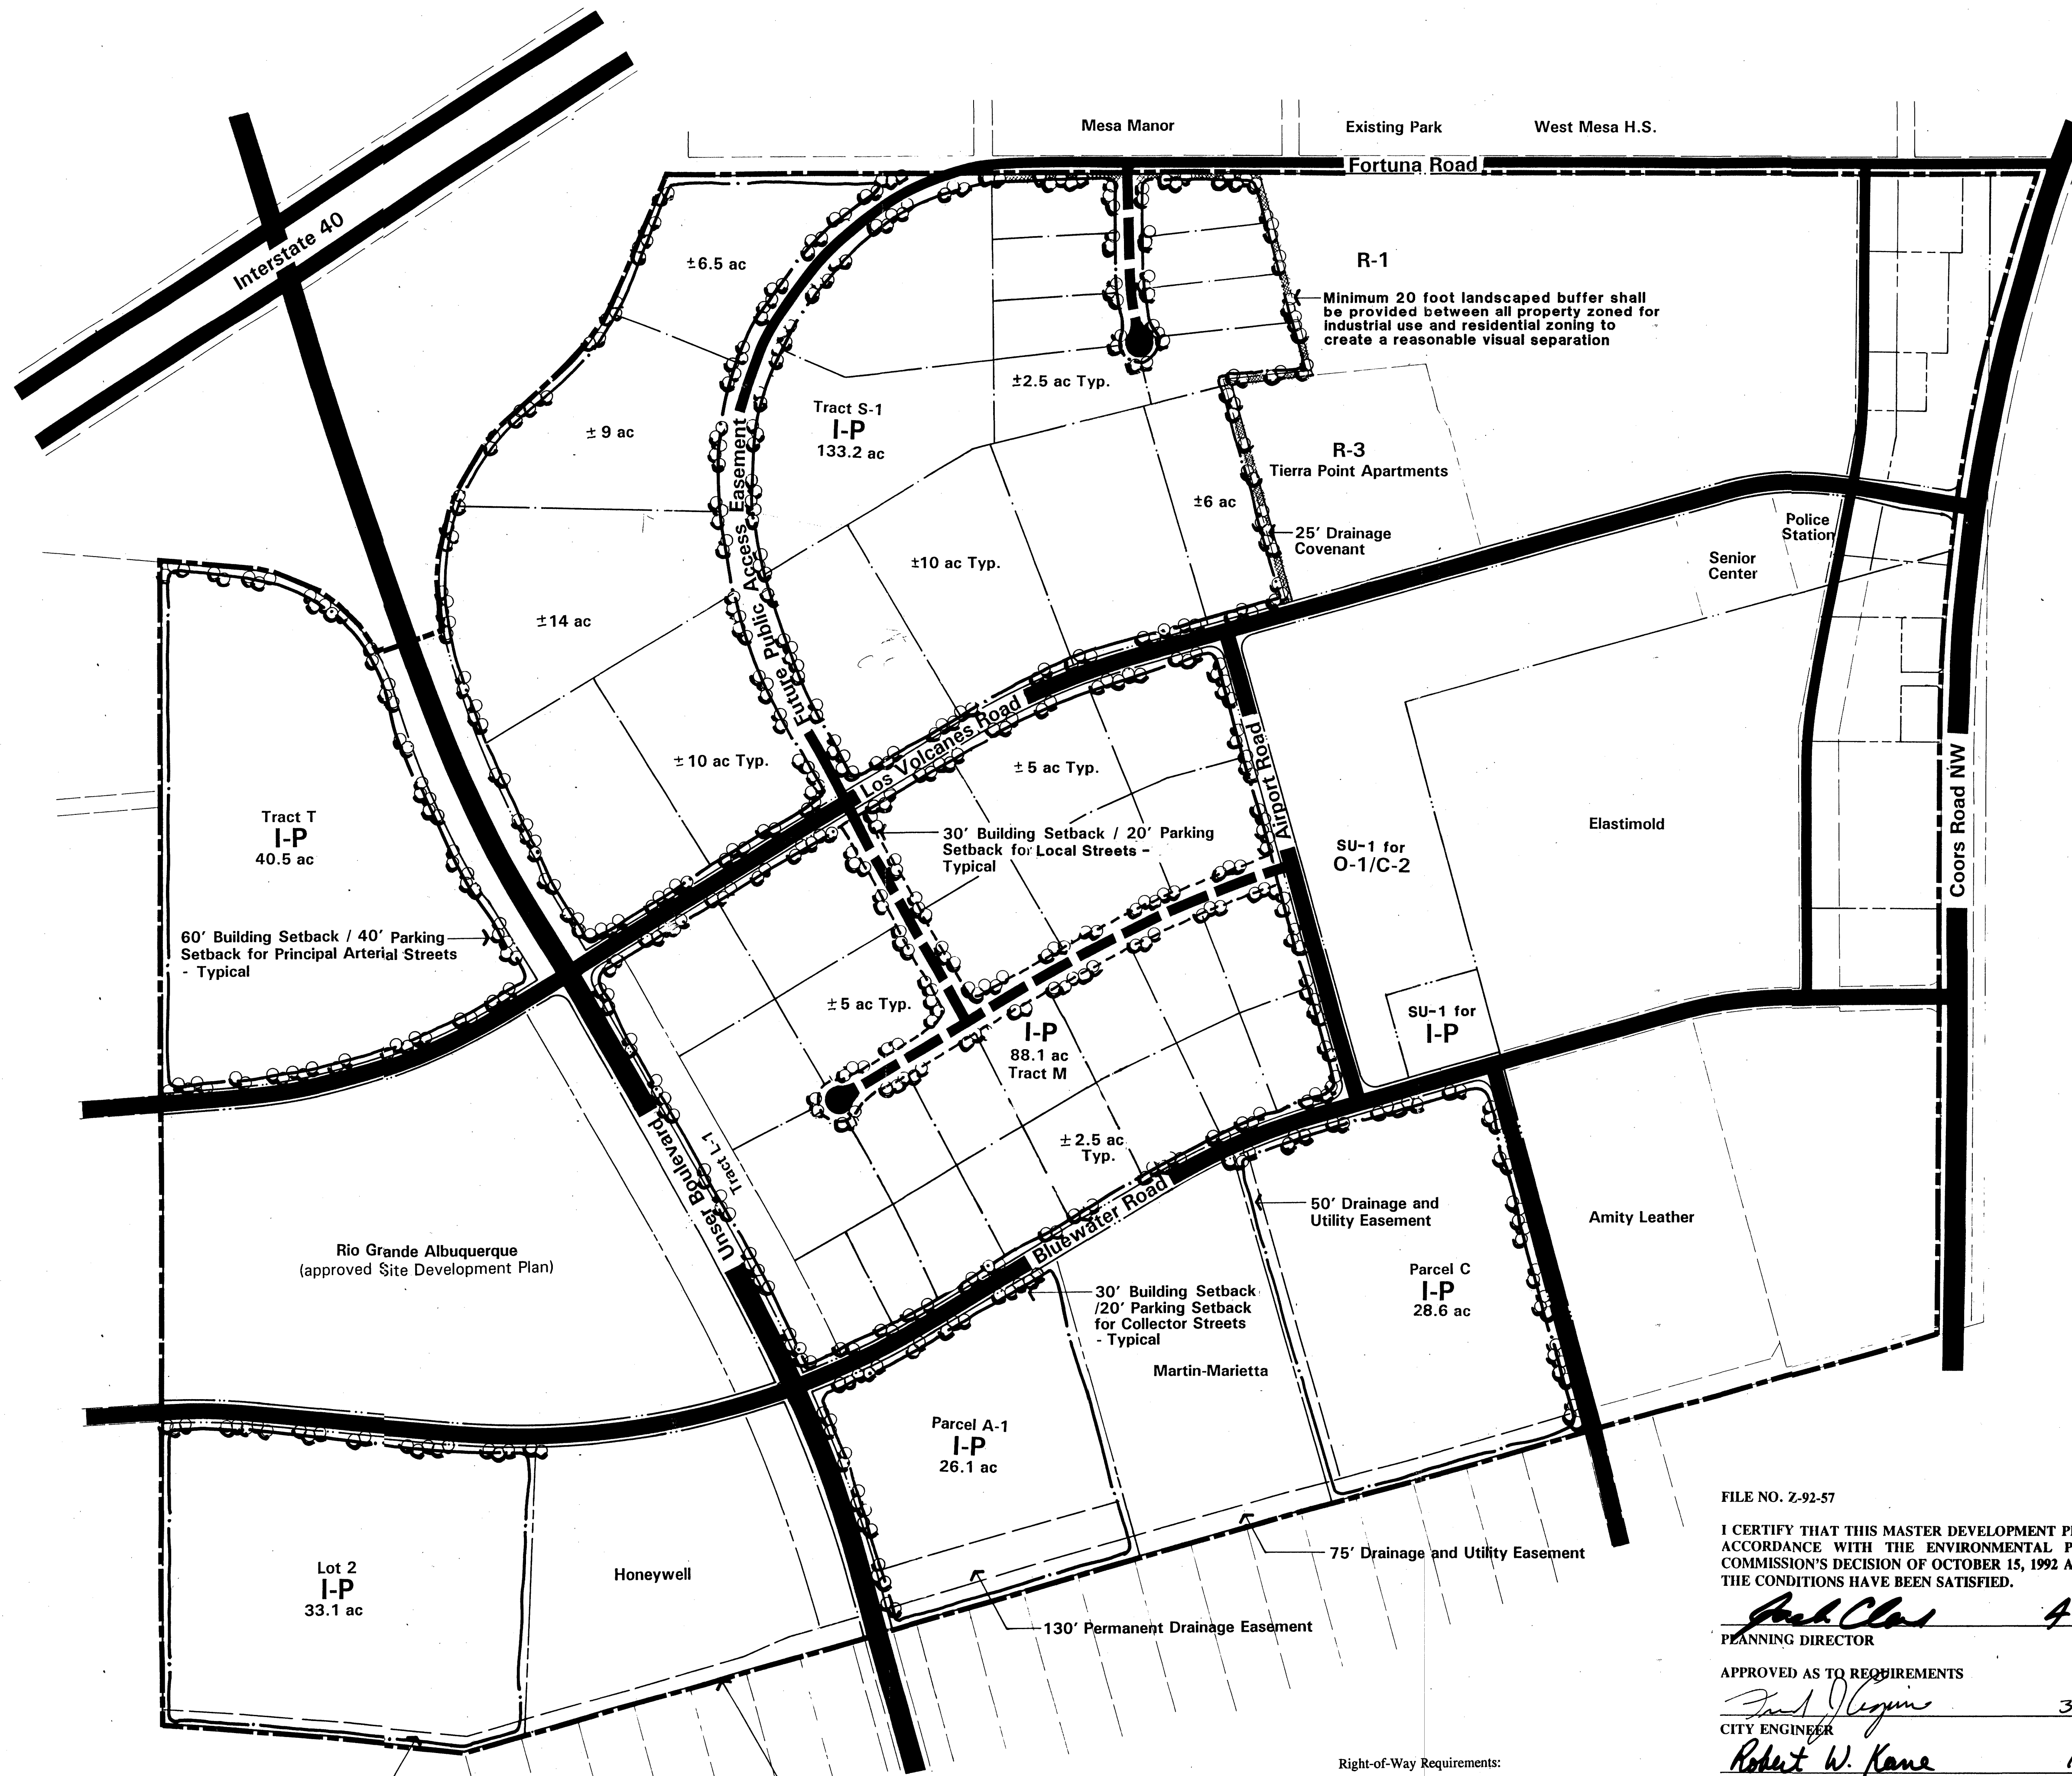 Mesa Manor
Existing Park
West Mesa H.S.
Fortuna Road
Interstate 40
±6.5 ac
R-1
Minimum 20 foot landscaped buffer shall
be provided between all property zoned for
industrial use and residential zoning to
create a reasonable visual separation
±2.5 ac Typ.
Tract S-1
I-P
133.2 ac
± 9 ac
R-3
Tierra Point Apartments
±6 ac
25' Drainage
Covenant
Police
Station
Senior
Center
±10 ac Typ.
Future Public Access Easement
±14 ac
± 10 ac Typ.
Los Volcanes Road
± 5 ac Typ.
Airport Road
Coors Road NW
Tract T
I-P
40.5 ac
30' Building Setback / 20' Parking
Setback for Local Streets -
Typical
SU-1 for
O-1/C-2
Elastimold
60' Building Setback / 40' Parking
Setback for Principal Arterial Streets
- Typical
± 5 ac Typ.
I-P
88.1 ac
Tract M
SU-1 for
I-P
± 2.5 ac
Typ.
Unser Boulevard
Tract L-1
Bluewater Road
50' Drainage and
Utility Easement
Amity Leather
Rio Grande Albuquerque
(approved Site Development Plan)
Parcel C
I-P
28.6 ac
30' Building Setback
/20' Parking Setback
for Collector Streets
- Typical
Martin-Marietta
Parcel A-1
I-P
26.1 ac
75' Drainage and Utility Easement
130' Permanent Drainage Easement
Lot 2
I-P
33.1 ac
Honeywell
FILE NO. Z-92-57
I CERTIFY THAT THIS MASTER DEVELOPMENT
ACCORDANCE WITH THE ENVIRONMENTAL
COMMISSION'S DECISION OF OCTOBER 15, 1992
THE CONDITIONS HAVE BEEN SATISFIED.
4
PLANNING DIRECTOR
APPROVED AS TO REQUIREMENTS
3
CITY ENGINEER
Robert W. Kane
Right-of-Way Requirements: